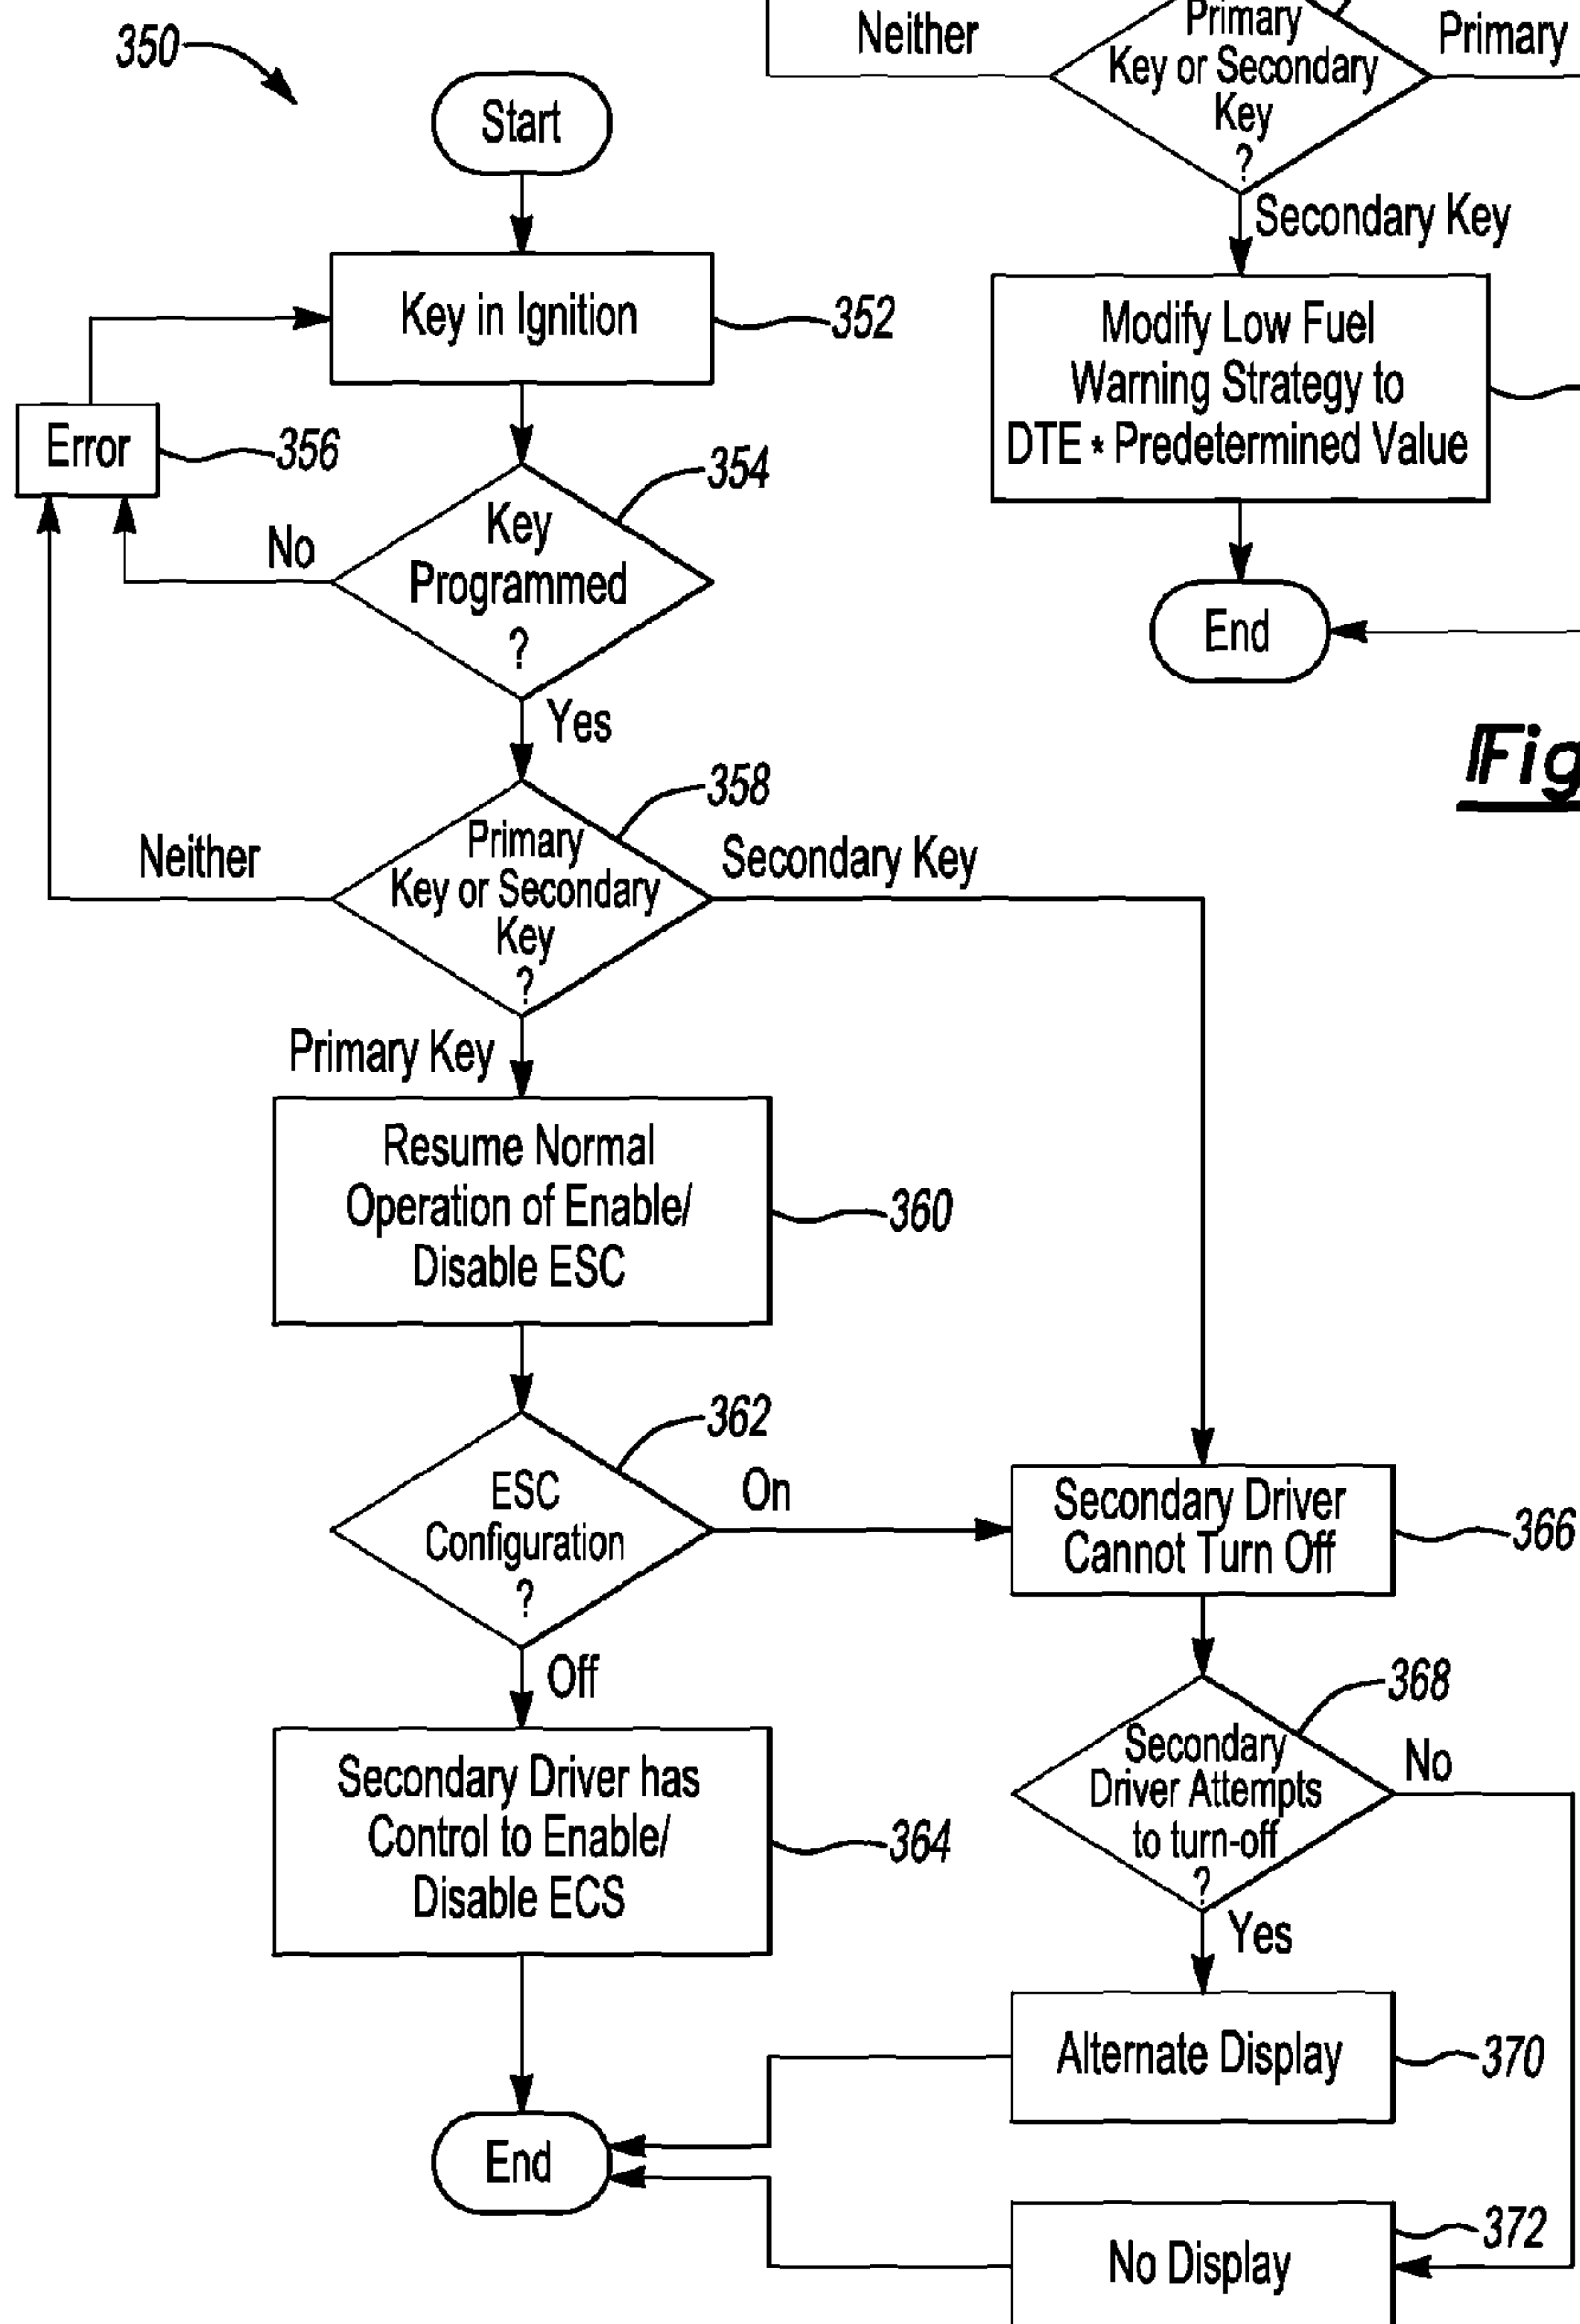 350
Start
Key in Ignition
352
Error
356
354
Key
Programmed
?
No
Yes
358
Primary
Key or Secondary
Key
?
Neither
Secondary Key
Primary Key
Resume Normal
Operation of Enable/
Disable ESC
360
362
ESC
Configuration
?
On
Off
Secondary Driver has
Control to Enable/
Disable ECS
364
End
Secondary Driver
Cannot Turn Off
366
368
Secondary
Driver Attempts
to turn-off
?
No
Yes
Alternate Display
370
No Display
372
Neither
Primary
Key or Secondary
Key
?
Primary
Secondary Key
Modify Low Fuel
Warning Strategy to
DTE * Predetermined Value
End
Fig